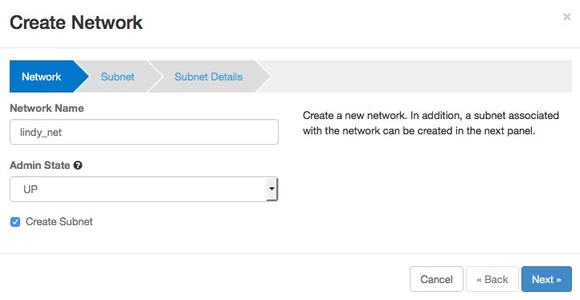 Create Network
×
Network Subnet Subnet Details
Network Name
lindy_net
Create a new network. In addition, a subnet associated
with the network can be created in the next panel.
Admin State ?
UP
Create Subnet
Cancel « Back Next »